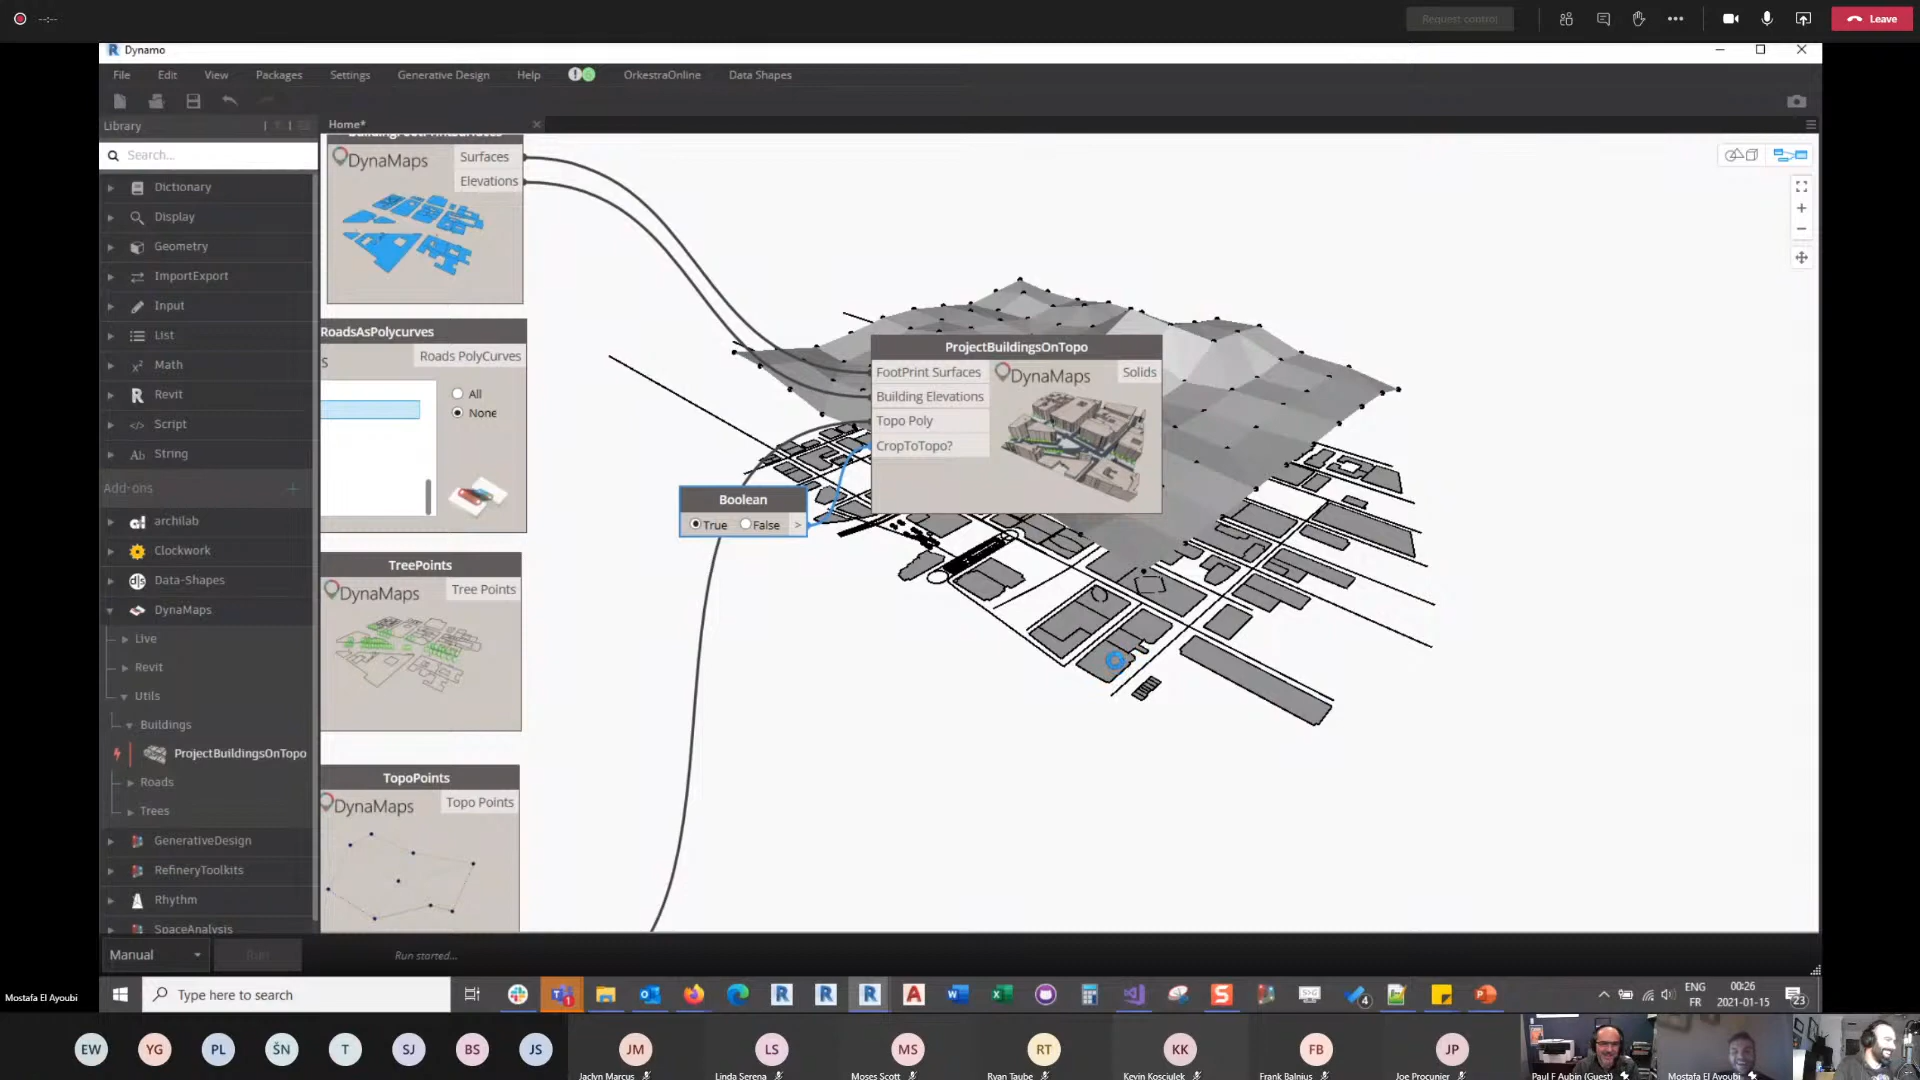 --:--
Request control
Leave
Dynamo
File Edit View Packages Settings Generative Design Help OrkestraOnline Data Shapes
Library
Home*
Search...
Dictionary
Display
Geometry
ImportExport
Input
List
Math
Revit
Script
String
Add-ons
archilab
Clockwork
Data-Shapes
DynaMaps
Live
Revit
Utils
Buildings
ProjectBuildingsOnTopo
Roads
Trees
GenerativeDesign
RefineryToolkits
Rhythm
SpaceAnalysis
DynaMaps
Surfaces
Elevations
RoadsAsPolycurves
S
Roads PolyCurves
All
None
TreePoints
DynaMaps
Tree Points
TopoPoints
DynaMaps
Topo Points
Boolean
True False >
ProjectBuildingsOnTopo
FootPrint Surfaces
Building Elevations
Topo Poly
CropToTopo?
DynaMaps
Solids
Manual
Run
Run started...
Mostafa El Ayoubi
Type here to search
ENG
FR
00:26
2021-01-15
23
EW YG PL ŠN T SJ BS JS JM LS MS RT KK FB JP
Jaclyn Marcus
Linda Serena
Moses Scott
Ryan Taube
Kevin Kosciulek
Frank Balnius
Joe Procunier
Paul F Aubin (Guest)
Mostafa El Ayoubi